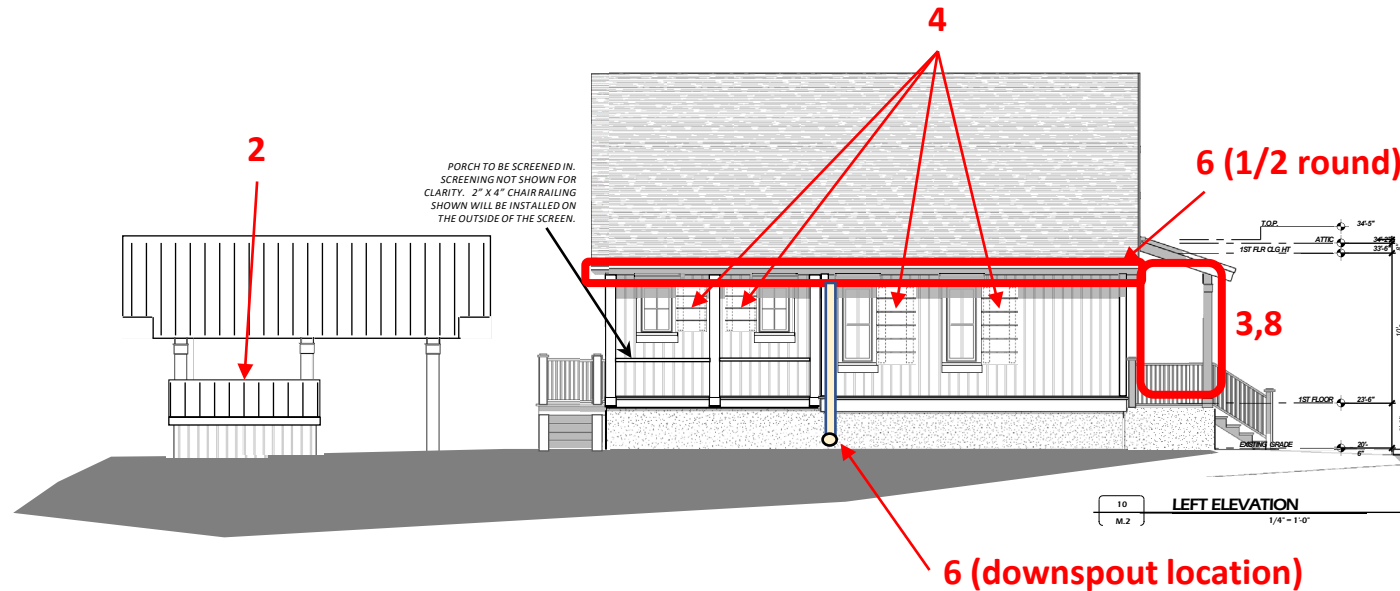 4
2
PORCH TO BE SCREENED IN.
SCREENING NOT SHOWN FOR
CLARITY. 2" X 4" CHAIR RAILING
SHOWN WILL BE INSTALLED ON
THE OUTSIDE OF THE SCREEN.
6 (1/2 round)
T.O.P. 34'-5"
ATTIC
1ST FLR CLG HT 33'-6"
3,8
10'-
1ST FLOOR 23'-6"
EXISTING GRADE 20'-
6"
10
M.2
LEFT ELEVATION
1/4" = 1'-0"
6 (downspout location)